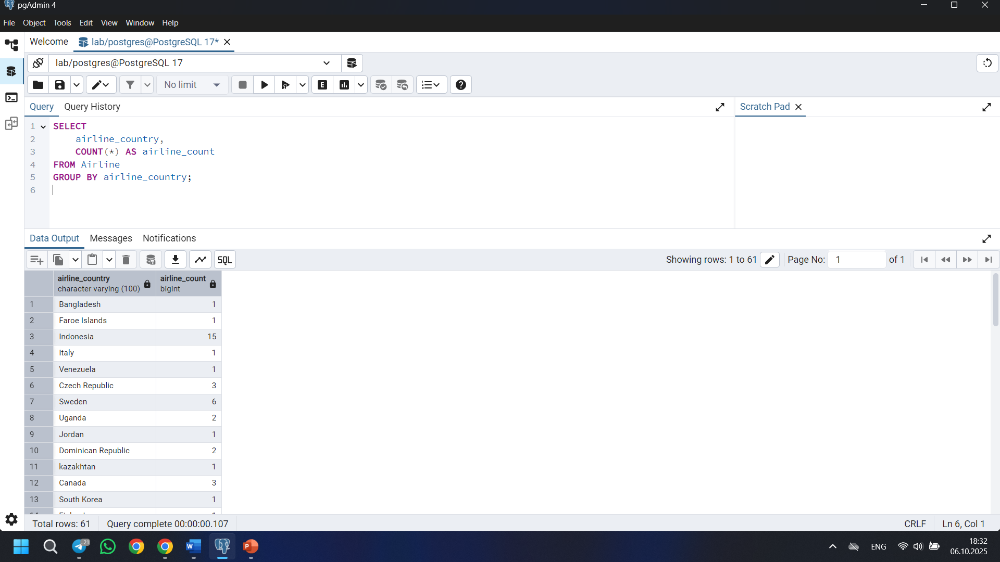 pgAdmin 4
File Object Tools Edit View Window Help
Welcome lab/postgres@PostgreSQL 17*
lab/postgres@PostgreSQL 17
No limit
E
Query Query History
Scratch Pad
1 SELECT
2 airline_country,
3 COUNT(*) AS airline_count
4 FROM Airline
5 GROUP BY airline_country;
6
Data Output Messages Notifications
SQL
Showing rows: 1 to 61 Page No: 1 of 1
airline_country airline_count
character varying (100) bigint
1 Bangladesh 1
2 Faroe Islands 1
3 Indonesia 15
4 Italy 1
5 Venezuela 1
6 Czech Republic 3
7 Sweden 6
8 Uganda 2
9 Jordan 1
10 Dominican Republic 2
11 kazakhtan 1
12 Canada 3
13 South Korea 1
Total rows: 61 Query complete 00:00:00.107
CRLF Ln 6, Col 1
..21
W
P
ENG
18:32
06.10.2025